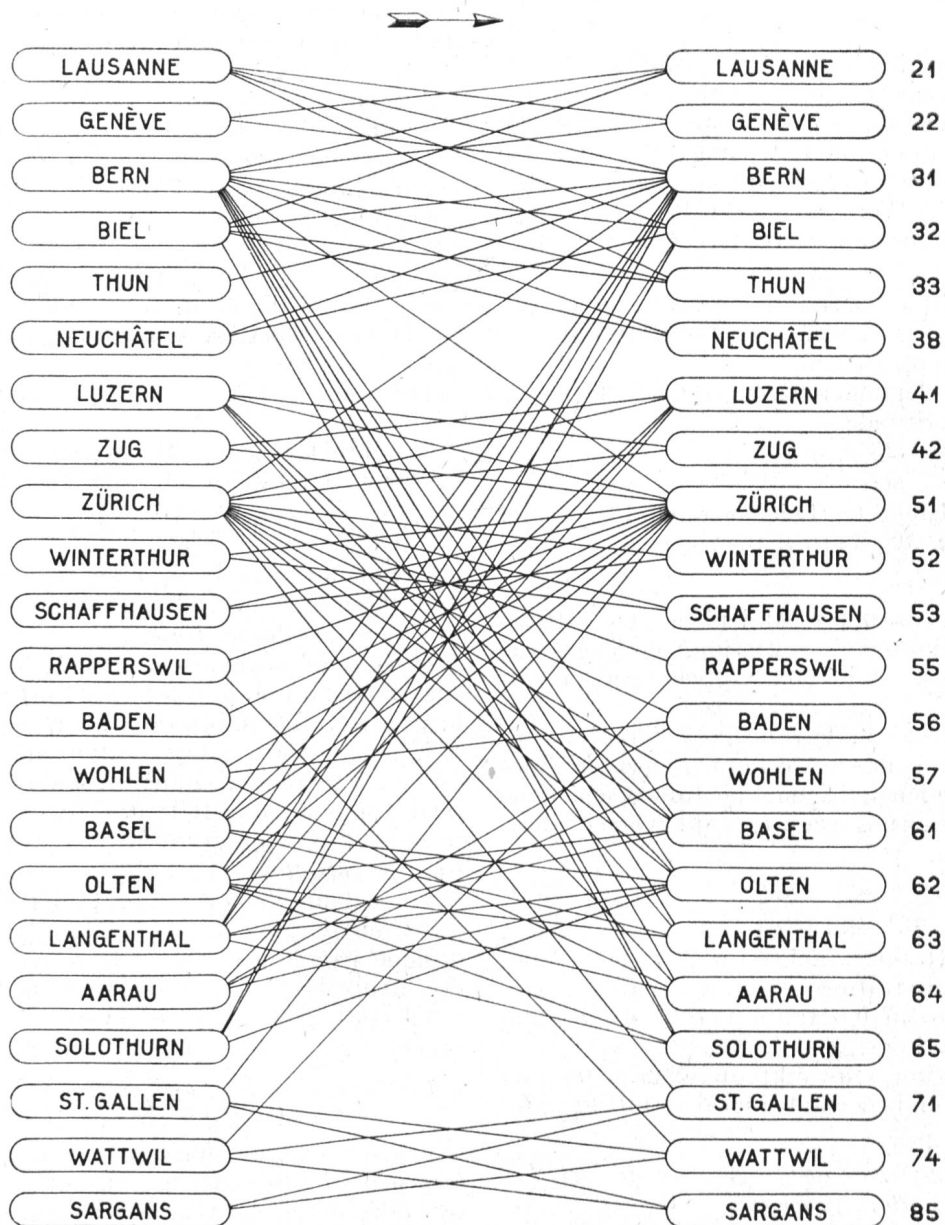 LAUSANNE LAUSANNE 21
GENÈVE GENÈVE 22
BERN BERN 31
BIEL BIEL 32
THUN THUN 33
NEUCHÂTEL NEUCHÂTEL 38
LUZERN LUZERN 41
ZUG ZUG 42
ZÜRICH ZÜRICH 51
WINTERTHUR WINTERTHUR 52
SCHAFFHAUSEN SCHAFFHAUSEN 53
RAPPERSWIL RAPPERSWIL 55
BADEN BADEN 56
WOHLEN WOHLEN 57
BASEL BASEL 61
OLTEN OLTEN 62
LANGENTHAL LANGENTHAL 63
AARAU AARAU 64
SOLOTHURN SOLOTHURN 65
ST. GALLEN ST. GALLEN 71
WATTWIL WATTWIL 74
SARGANS SARGANS 85